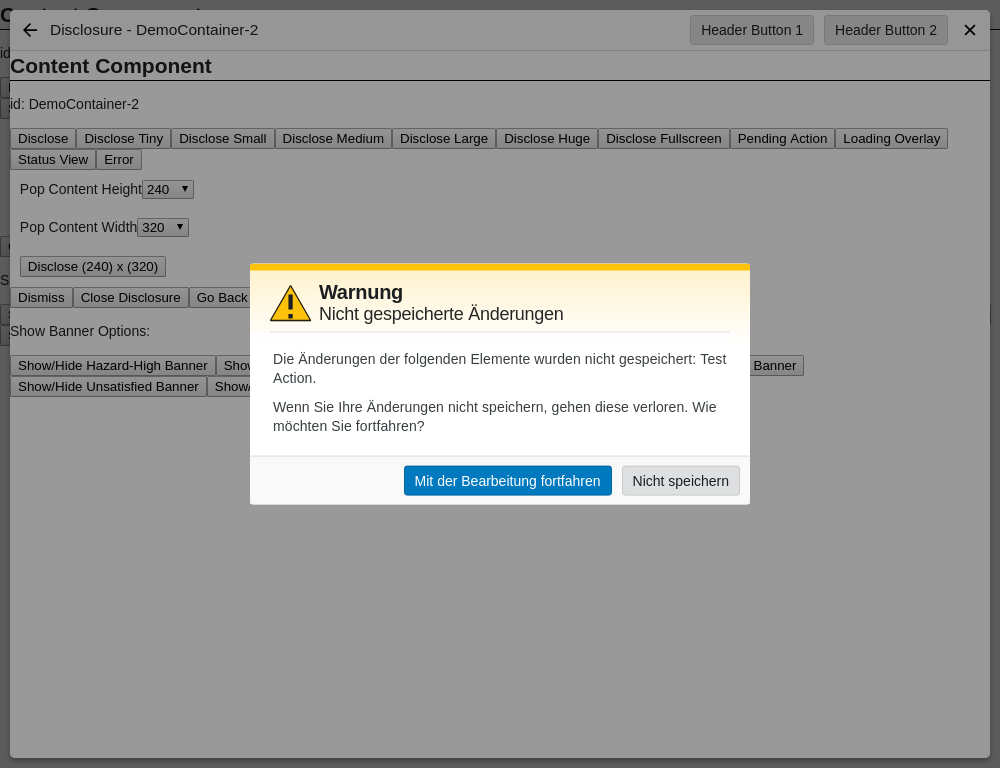 Disclosure - DemoContainer-2
Header Button 1
Header Button 2
Content Component
id: DemoContainer-2
Disclose
Disclose Tiny
Disclose Small
Disclose Medium
Disclose Large
Disclose Huge
Disclose Fullscreen
Pending Action
Loading Overlay
Status View
Error
Pop Content Height 240
Pop Content Width 320
Disclose (240) x (320)
Dismiss
Close Disclosure
Go Back
Show Banner Options:
Show/Hide Hazard-High Banner
Banner
Show/Hide Unsatisfied Banner
Warnung
Nicht gespeicherte Änderungen
Die Änderungen der folgenden Elemente wurden nicht gespeichert: Test
Action.
Wenn Sie Ihre Änderungen nicht speichern, gehen diese verloren. Wie
möchten Sie fortfahren?
Mit der Bearbeitung fortfahren
Nicht speichern